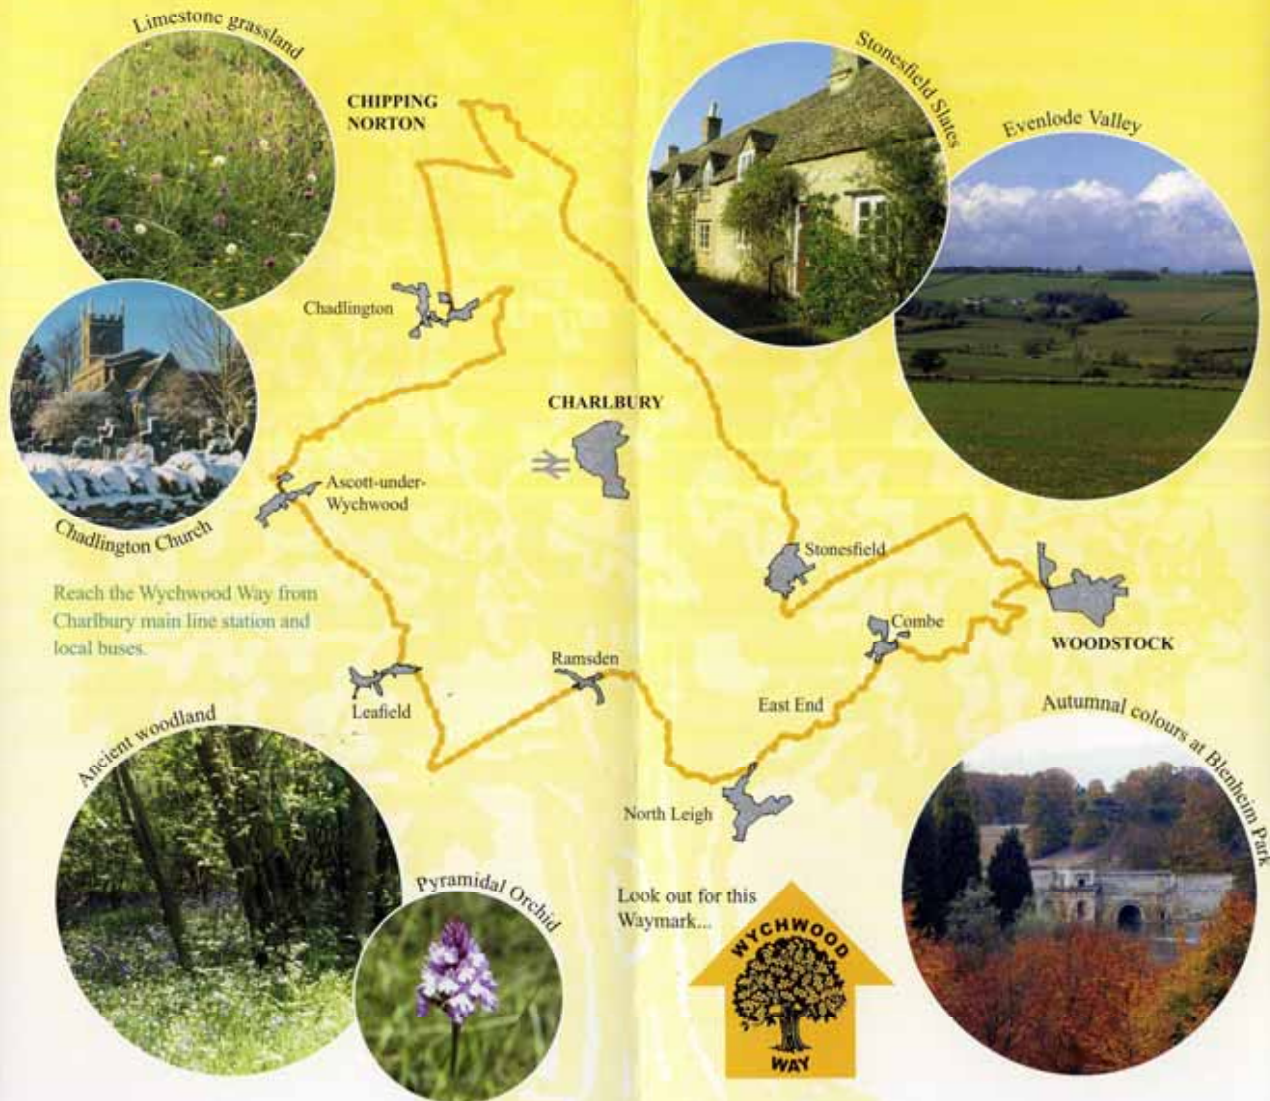 Limestone grassland
CHIPPING
NORTON
Stonesfield Slates
Evenlode Valley
Chadlington
CHARLBURY
Chadlington Church
Ascott-under-
Wychwood
Stonesfield
Reach the Wychwood Way from
Charlbury main line station and
local buses.
Combe
WOODSTOCK
Ramsden
Leafield
East End
Ancient woodland
Autumnal colours at Blenheim Park
North Leigh
Pyramidal Orchid
Look out for this
Waymark...
WYCHWOOD
WAY